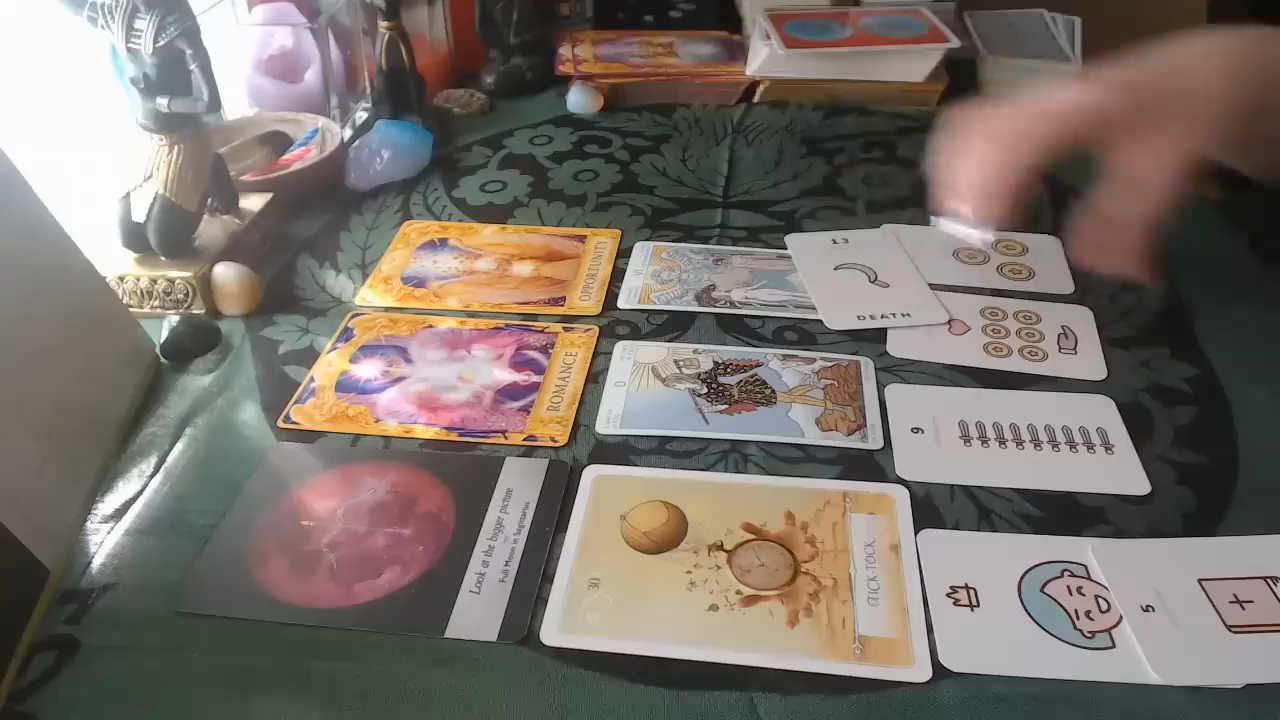 OPPORTUNITY
VI
13
DEATH
ROMANCE
0
9
Look at the bigger picture
Full Moon in Sagittarius
30
TICK-TOCK
5